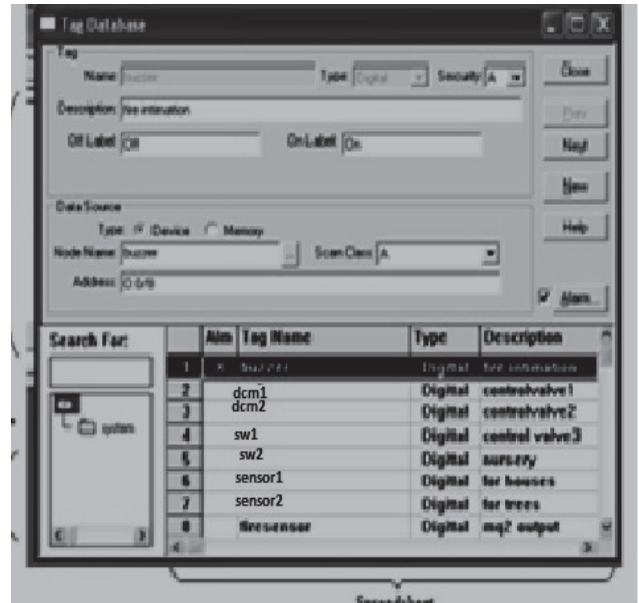 Tag Database
Tag
Name: buzzer Type: Digital Security: A
Close
Description: fire intimation
Prev
Off Label: Off On Label: On
Next
New
Data Source
Type: Device Memory
Help
Node Name: buzzer ... Scan Class: A
Address:
Alarm...
Search For:
system
Alm Tag Name Type Description
1 x buzzer Digital fire intimation
2 dcm1 Digital controlvalve1
3 dcm2 Digital controlvalve2
4 sw1 Digital control valve3
5 sw2 Digital nursery
6 sensor1 Digital for houses
7 sensor2 Digital for trees
8 firesensor Digital mq2 output
Spreadsheet